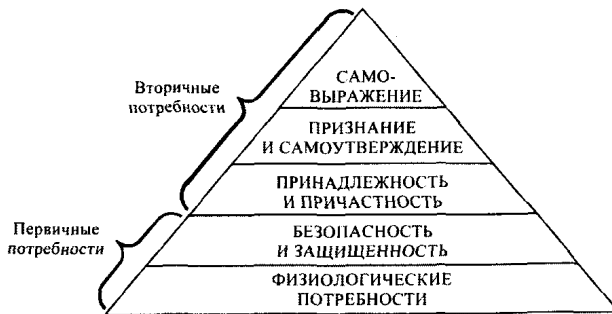 САМО-
ВЫРАЖЕНИЕ
Вторичные
потребности
ПРИЗНАНИЕ
И САМОУТВЕРЖДЕНИЕ
ПРИНАДЛЕЖНОСТЬ
И ПРИЧАСТНОСТЬ
Первичные
потребности
БЕЗОПАСНОСТЬ
И ЗАЩИЩЕННОСТЬ
ФИЗИОЛОГИЧЕСКИЕ
ПОТРЕБНОСТИ